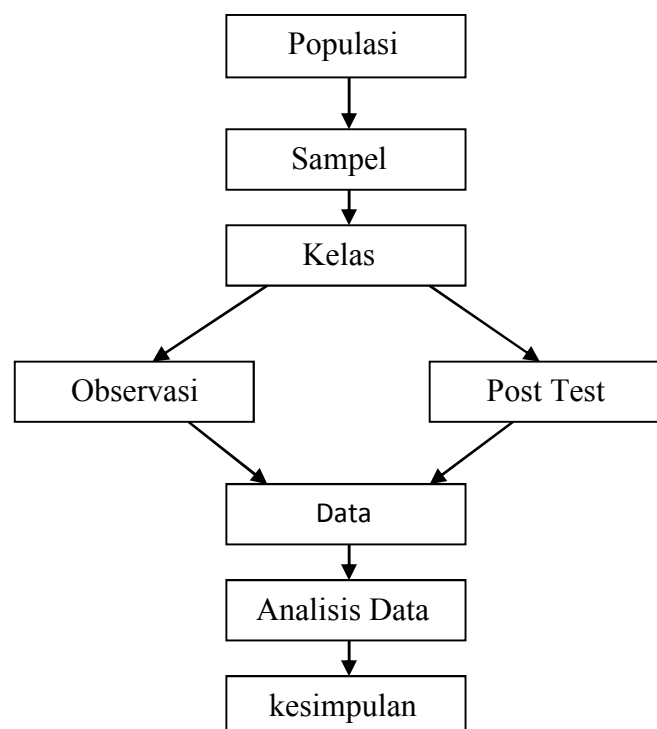 Populasi
Sampel
Kelas
Observasi
Post Test
Data
Analisis Data
kesimpulan